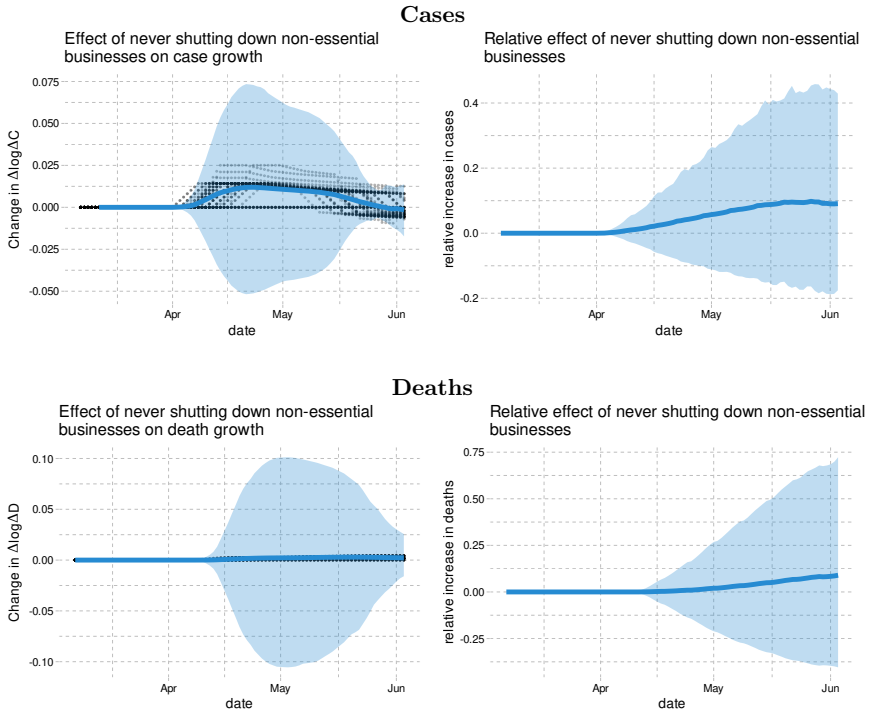 Cases
Effect of never shutting down non-essential
businesses on case growth
Change in ΔlogΔC
0.075
0.050
0.025
0.000
-0.025
-0.050
Apr
May
Jun
date
Relative effect of never shutting down non-essential
businesses
relative increase in cases
0.4
0.2
0.0
-0.2
Apr
May
Jun
date
Deaths
Effect of never shutting down non-essential
businesses on death growth
Change in ΔlogΔD
0.10
0.05
0.00
-0.05
-0.10
Apr
May
Jun
date
Relative effect of never shutting down non-essential
businesses
relative increase in deaths
0.75
0.50
0.25
0.00
-0.25
Apr
May
Jun
date